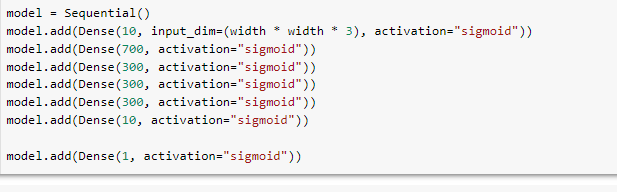 model = Sequential()
model.add(Dense(10, input_dim=(width * width * 3), activation="sigmoid"))
model.add(Dense(700, activation="sigmoid"))
model.add(Dense(300, activation="sigmoid"))
model.add(Dense(300, activation="sigmoid"))
model.add(Dense(300, activation="sigmoid"))
model.add(Dense(10, activation="sigmoid"))
model.add(Dense(1, activation="sigmoid"))